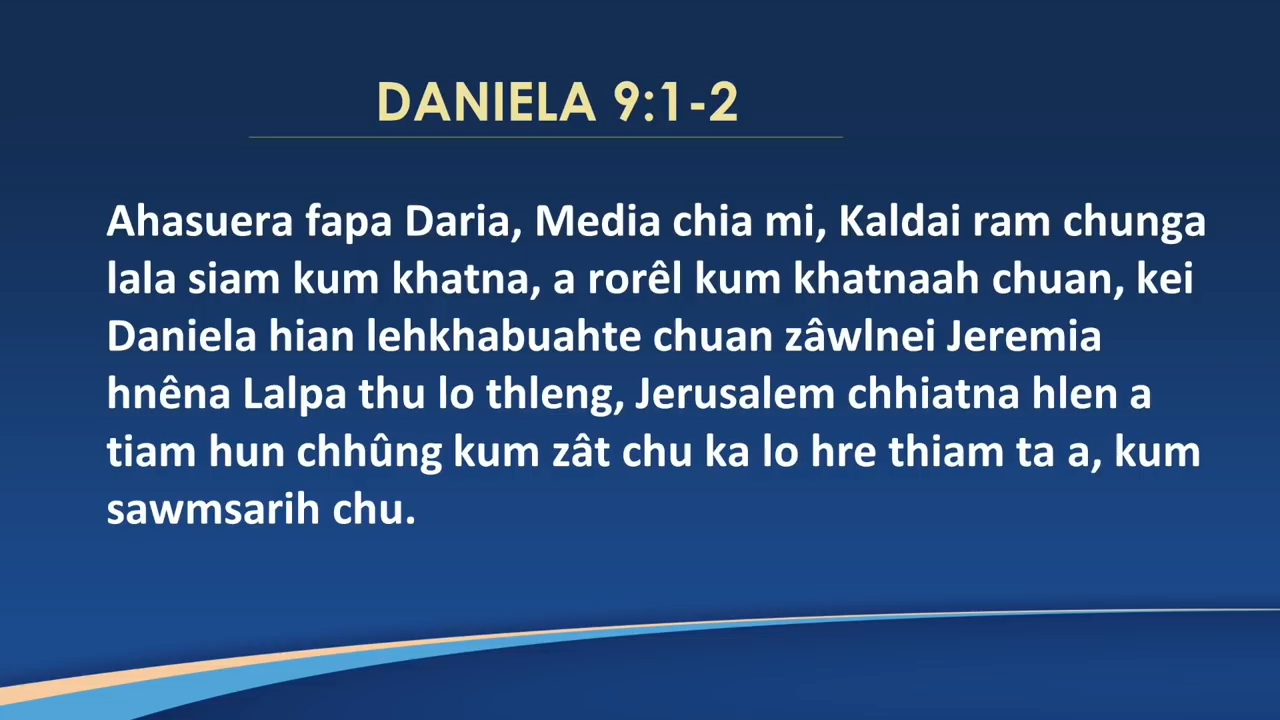 DANIELA 9:1-2
Ahasuera fapa Daria, Media chia mi, Kaldai ram chunga
lala siam kum khatna, a rorêl kum khatnaah chuan, kei
Daniela hian lehkhabuahte chuan zâwlnei Jeremia
hnêna Lalpa thu lo thleng, Jerusalem chhiatna hlen a
tiam hun chhûng kum zât chu ka lo hre thiam ta a, kum
sawmsarih chu.